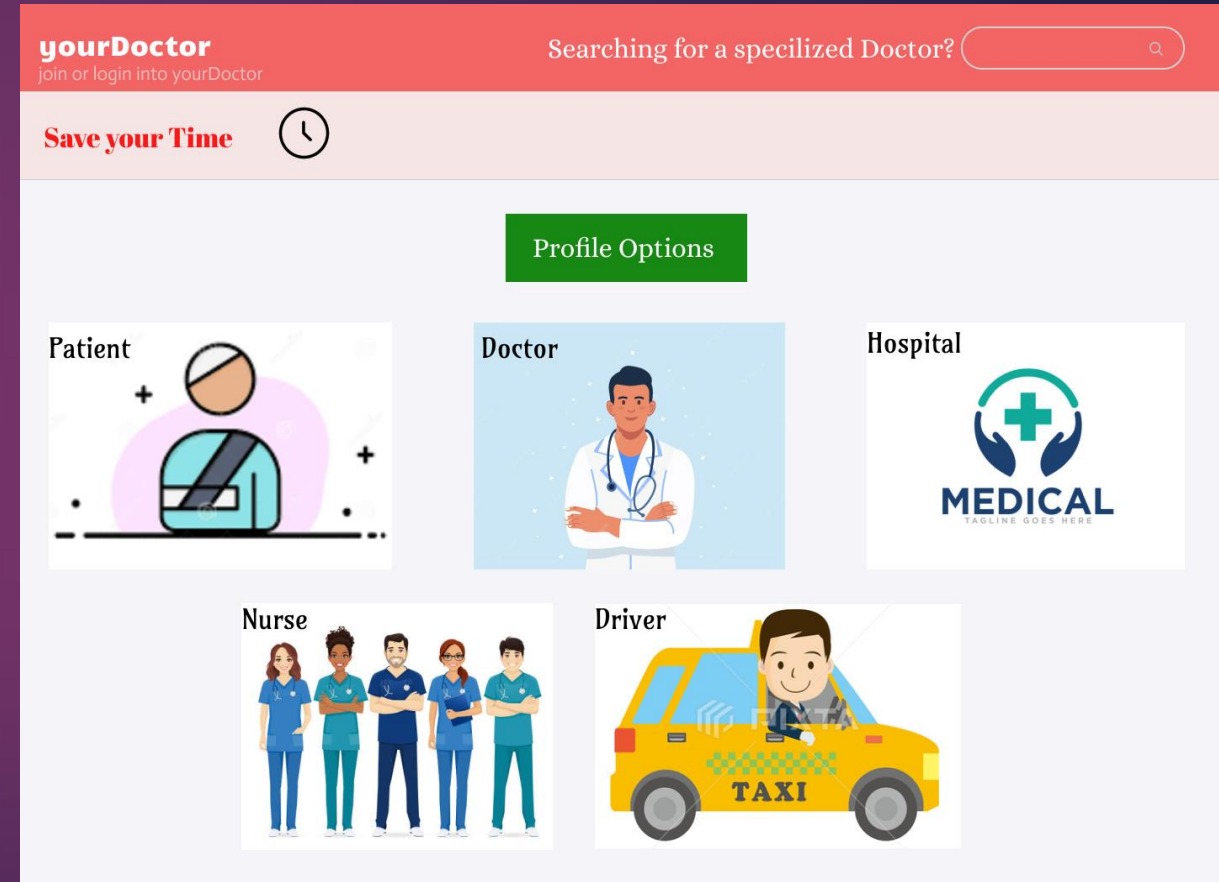 yourDoctor
join or login into yourDoctor
Searching for a specilized Doctor?
Save your Time
Profile Options
Patient
Doctor
Hospital
MEDICAL
TAGLINE GOES HERE
Nurse
Driver
PIXTA
TAXI